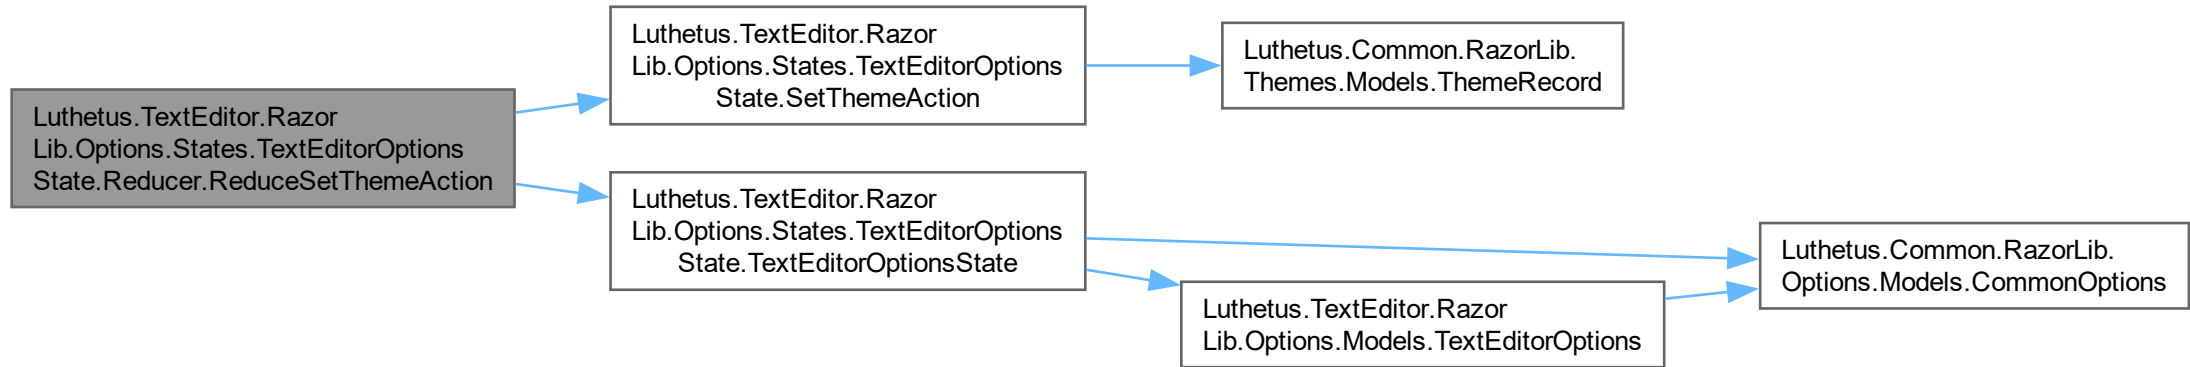 Luthetus.TextEditor.Razor
Lib.Options.States.TextEditorOptions
State.Reducer.ReduceSetThemeAction
Luthetus.TextEditor.Razor
Lib.Options.States.TextEditorOptions
State.SetThemeAction
Luthetus.Common.RazorLib.
Themes.Models.ThemeRecord
Luthetus.TextEditor.Razor
Lib.Options.States.TextEditorOptions
State.TextEditorOptionsState
Luthetus.TextEditor.Razor
Lib.Options.Models.TextEditorOptions
Luthetus.Common.RazorLib.
Options.Models.CommonOptions